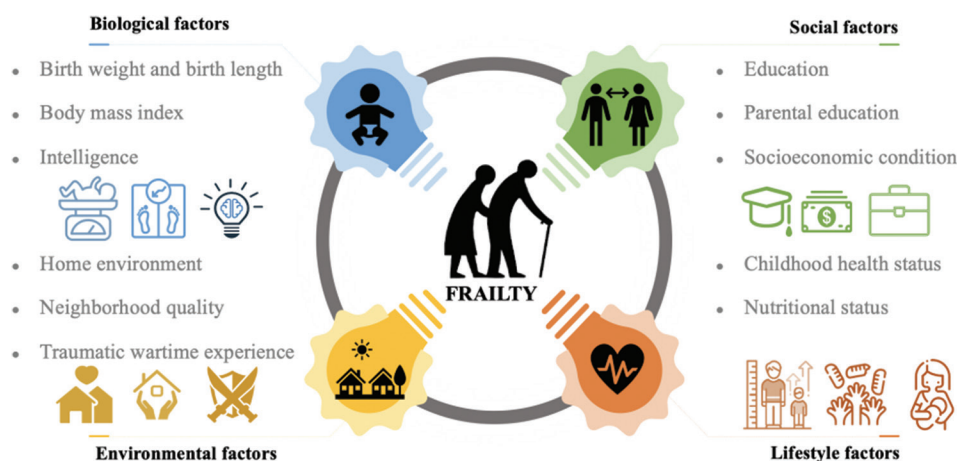 Biological factors
Birth weight and birth length
Body mass index
Intelligence
Home environment
Neighborhood quality
Traumatic wartime experience
Environmental factors
FRAILTY
$
Social factors
Education
Parental education
Socioeconomic condition
Childhood health status
Nutritional status
Lifestyle factors